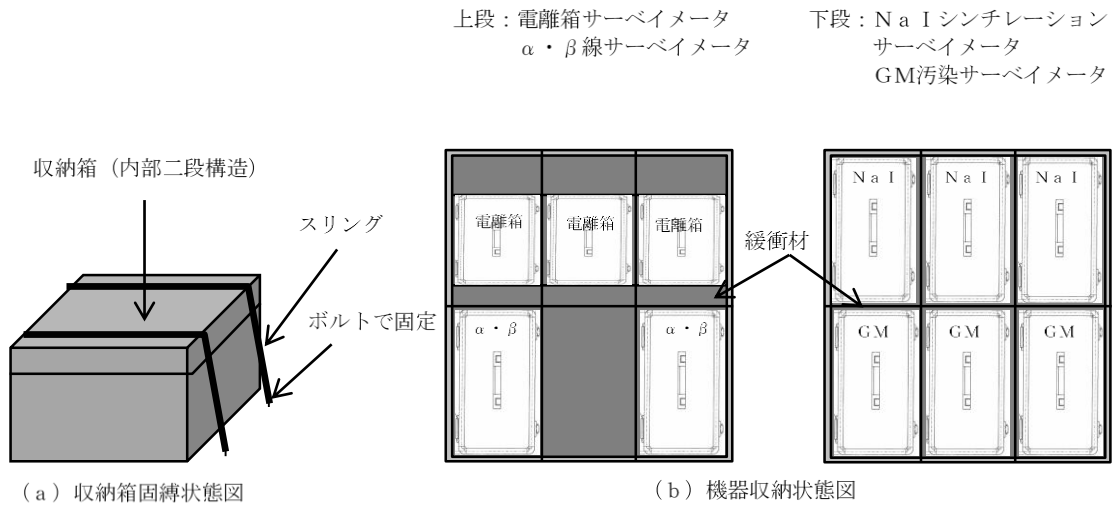 上段：電離箱サーベイメータ
α・β線サーベイメータ
下段：ＮａＩシンチレーション
サーベイメータ
ＧＭ汚染サーベイメータ
収納箱（内部二段構造）
スリング
ボルトで固定
電離箱 電離箱 電離箱
α・β α・β
緩衝材
ＮａＩ ＮａＩ ＮａＩ
ＧＭ ＧＭ ＧＭ
（ａ）収納箱固縛状態図
（ｂ）機器収納状態図